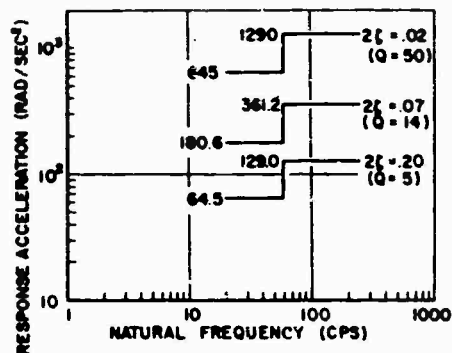 RESPONSE ACCELERATION (RAD/SEC²)
10³
1290
2ζ = .02
(Q = 50)
645
361.2
2ζ = .07
(Q = 14)
180.6
129.0
2ζ = .20
(Q = 5)
10²
64.5
10
1
10
100
1000
NATURAL FREQUENCY (CPS)